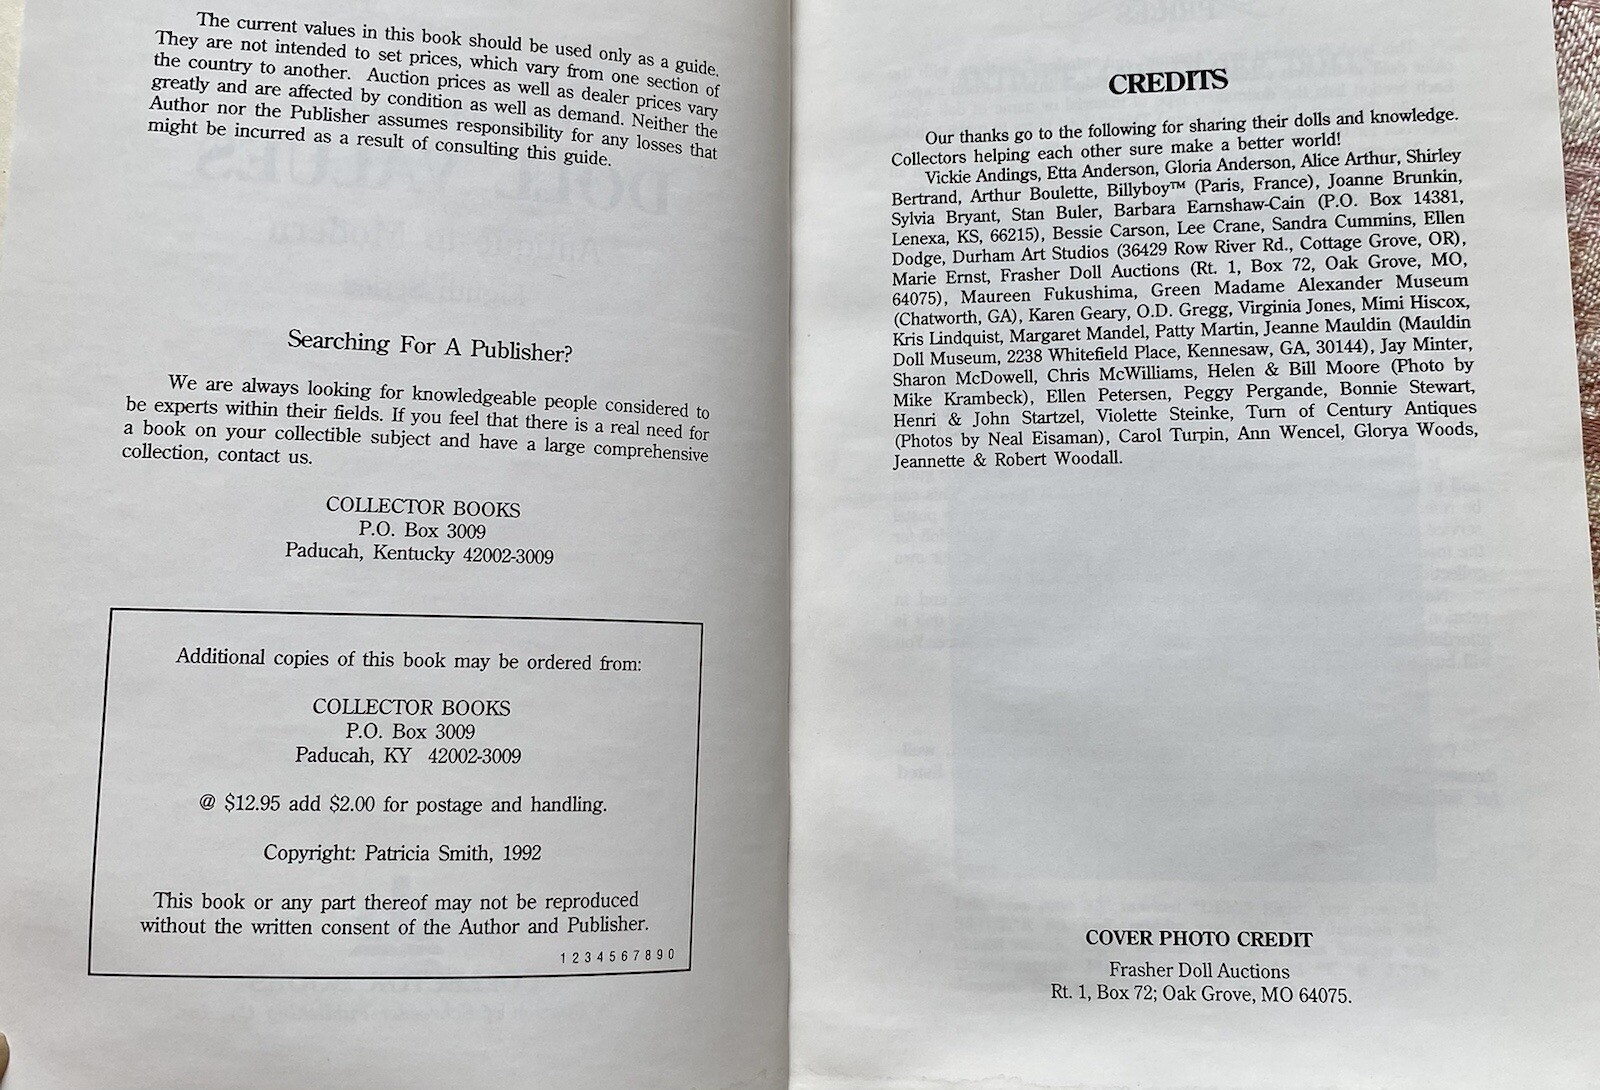 The current values in this book should be used only as a guide.
They are not intended to set prices, which vary from one section of
the country to another. Auction prices as well as dealer prices vary
greatly and are affected by condition as well as demand. Neither the
Author nor the Publisher assumes responsibility for any losses that
might be incurred as a result of consulting this guide.
Searching For A Publisher?
We are always looking for knowledgeable people considered to
be experts within their fields. If you feel that there is a real need for
a book on your collectible subject and have a large comprehensive
collection, contact us.
COLLECTOR BOOKS
P.O. Box 3009
Paducah, Kentucky 42002-3009
Additional copies of this book may be ordered from:
COLLECTOR BOOKS
P.O. Box 3009
Paducah, KY 42002-3009
@ $12.95 add $2.00 for postage and handling.
Copyright: Patricia Smith, 1992
This book or any part thereof may not be reproduced
without the written consent of the Author and Publisher.
1 2 3 4 5 6 7 8 9 0
CREDITS
Our thanks go to the following for sharing their dolls and knowledge.
Collectors helping each other sure make a better world!
Vickie Andings, Etta Anderson, Gloria Anderson, Alice Arthur, Shirley
Bertrand, Arthur Boulette, Billyboy™ (Paris, France), Joanne Brunkin,
Sylvia Bryant, Stan Buler, Barbara Earnshaw-Cain (P.O. Box 14381,
Lenexa, KS, 66215), Bessie Carson, Lee Crane, Sandra Cummins, Ellen
Dodge, Durham Art Studios (36429 Row River Rd., Cottage Grove, OR),
Marie Ernst, Frasher Doll Auctions (Rt. 1, Box 72, Oak Grove, MO,
64075), Maureen Fukushima, Green Madame Alexander Museum
(Chatworth, GA), Karen Geary, O.D. Gregg, Virginia Jones, Mimi Hiscox,
Kris Lindquist, Margaret Mandel, Patty Martin, Jeanne Mauldin (Mauldin
Doll Museum, 2238 Whitefield Place, Kennesaw, GA, 30144), Jay Minter,
Sharon McDowell, Chris McWilliams, Helen & Bill Moore (Photo by
Mike Krambeck), Ellen Petersen, Peggy Pergande, Bonnie Stewart,
Henri & John Startzel, Violette Steinke, Turn of Century Antiques
(Photos by Neal Eisaman), Carol Turpin, Ann Wencel, Glorya Woods,
Jeannette & Robert Woodall.
COVER PHOTO CREDIT
Frasher Doll Auctions
Rt. 1, Box 72; Oak Grove, MO 64075.